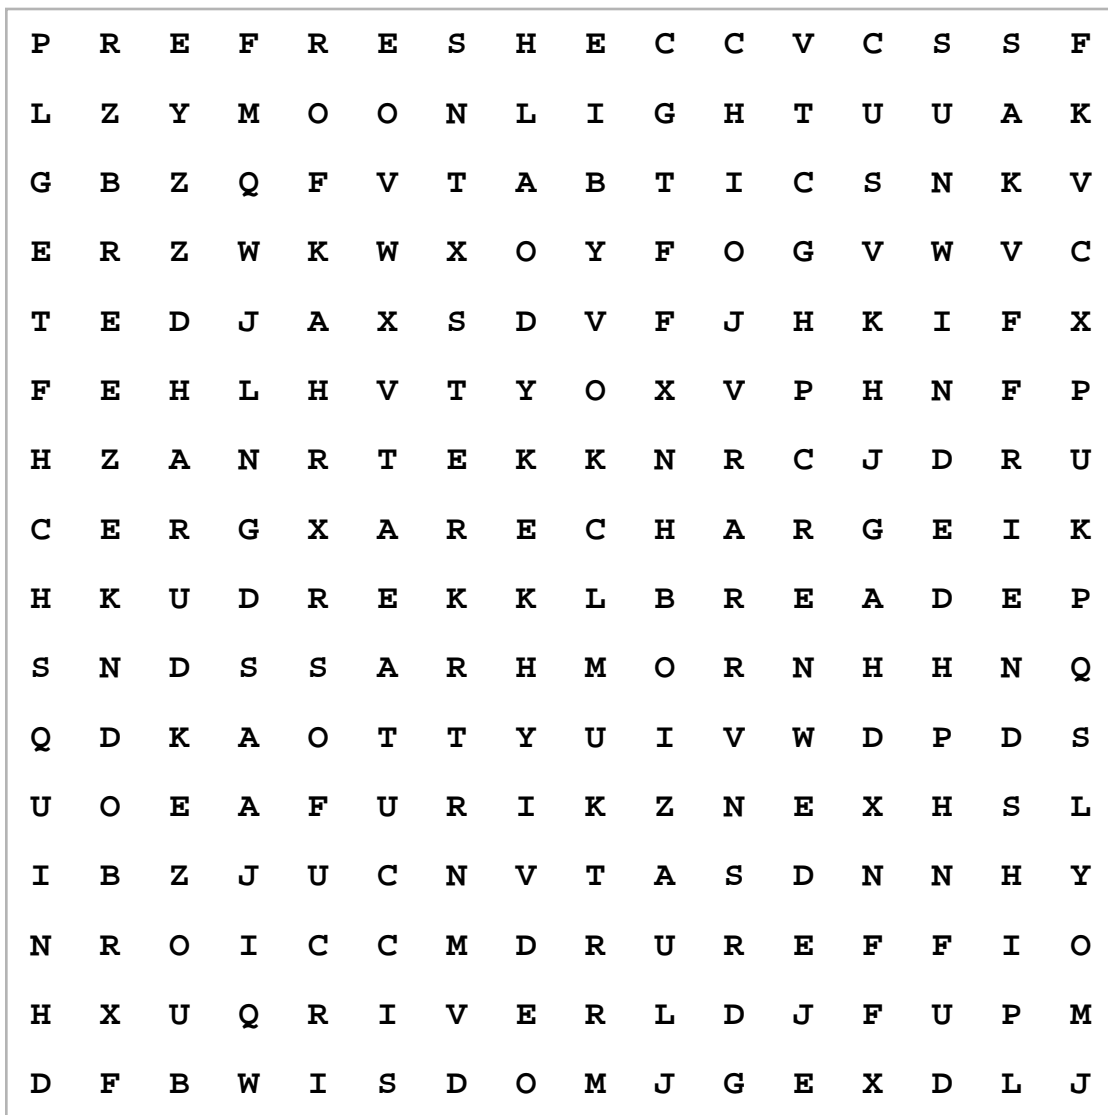 P R E F R E S H E C C V C S S F
L Z Y M O O N L I G H T U U A K
G B Z Q F V T A B T I C S N K V
E R Z W K W X O Y F O G V W V C
T E D J A X S D V F J H K I F X
F E H L H V T Y O X V P H N F P
H Z A N R T E K K N R C J D R U
C E R G X A R E C H A R G E I K
H K U D R E K K L B R E A D E P
S N D S S A R H M O R N H H N Q
Q D K A O T T Y U I V W D P D S
U O E A F U R I K Z N E X H S L
I B Z J U C N V T A S D N N H Y
N R O I C C M D R U R E F F I O
H X U Q R I V E R L D J F U P M
D F B W I S D O M J G E X D L J